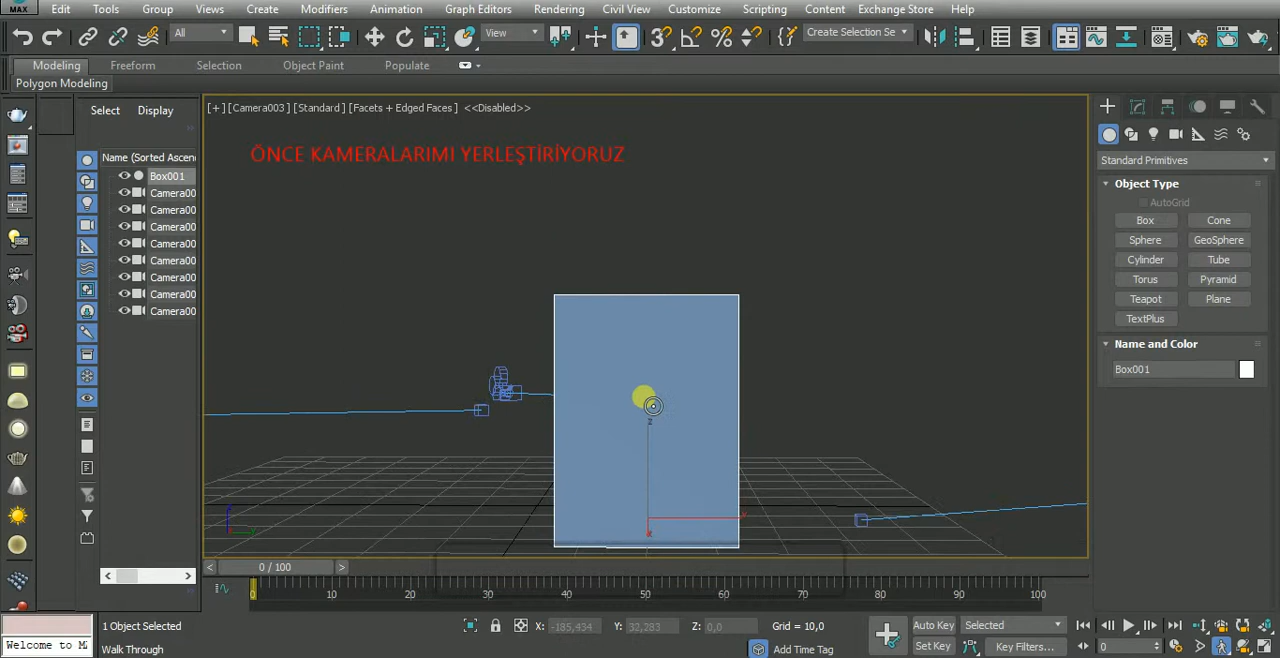 MAX Edit Tools Group Views Create Modifiers Animation Graph Editors Rendering Civil View Customize Scripting Content Exchange Store Help
All View 3 Create Selection Se
Modeling Freeform Selection Object Paint Populate
Polygon Modeling
Select Display
Name (Sorted Ascen
Box001
Camera00
Camera00
Camera00
Camera00
Camera00
Camera00
Camera00
Camera00
[+] [Camera003] [Standard] [Facets + Edged Faces] <<Disabled>>
ÖNCE KAMERALARIMI YERLEŞTİRİYORUZ
z
x
Standard Primitives
Object Type
AutoGrid
Box Cone
Sphere GeoSphere
Cylinder Tube
Torus Pyramid
Teapot Plane
TextPlus
Name and Color
Box001
< 0 / 100 >
0 10 20 30 40 50 60 70 80 90 100
1 Object Selected X: -185,434 Y: 32,283 Z: 0,0 Grid = 10,0 Auto Key Selected
Welcome to M Walk Through Add Time Tag Set Key Key Filters... 0